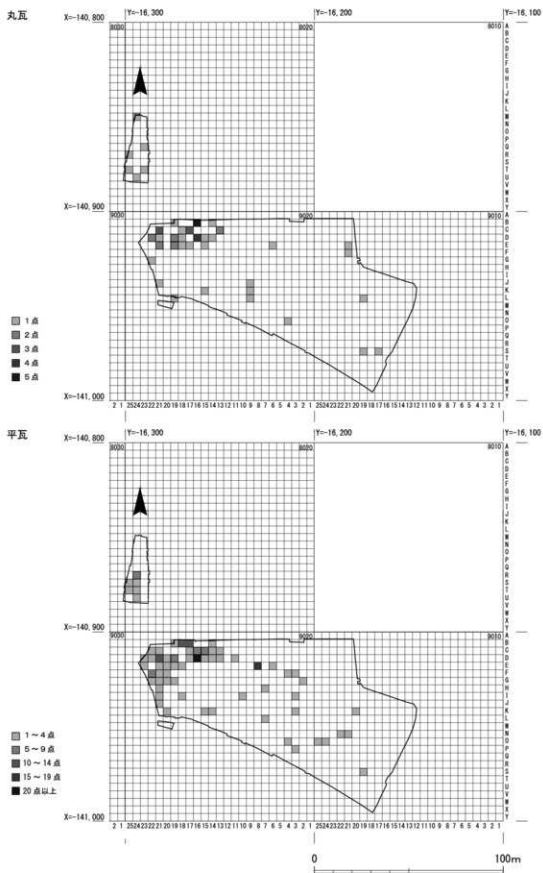 丸瓦
Y=-16,300
Y=-16,200
Y=-16,100
X=-140,800
8030
8020
8010
A
B
C
D
E
F
G
H
I
J
K
L
M
N
O
P
Q
R
S
T
U
V
W
X
Y
X=-140,900
9030
9020
9010
A
B
C
D
E
F
G
H
I
J
K
L
M
N
O
P
Q
R
S
T
U
V
W
X
Y
1点
2点
3点
4点
5点
X=-141,000
2 1 25 24 23 22 21 20 19 18 17 16 15 14 13 12 11 10 9 8 7 6 5 4 3 2 1 25 24 23 22 21 20 19 18 17 16 15 14 13 12 11 10 9 8 7 6 5 4 3 2 1
平瓦
Y=-16,300
Y=-16,200
Y=-16,100
X=-140,800
8030
8020
8010
A
B
C
D
E
F
G
H
I
J
K
L
M
N
O
P
Q
R
S
T
U
V
W
X
Y
X=-140,900
9030
9020
9010
A
B
C
D
E
F
G
H
I
J
K
L
M
N
O
P
Q
R
S
T
U
V
W
X
Y
1～4点
5～9点
10～14点
15～19点
20点以上
X=-141,000
2 1 25 24 23 22 21 20 19 18 17 16 15 14 13 12 11 10 9 8 7 6 5 4 3 2 1 25 24 23 22 21 20 19 18 17 16 15 14 13 12 11 10 9 8 7 6 5 4 3 2 1
0
100m